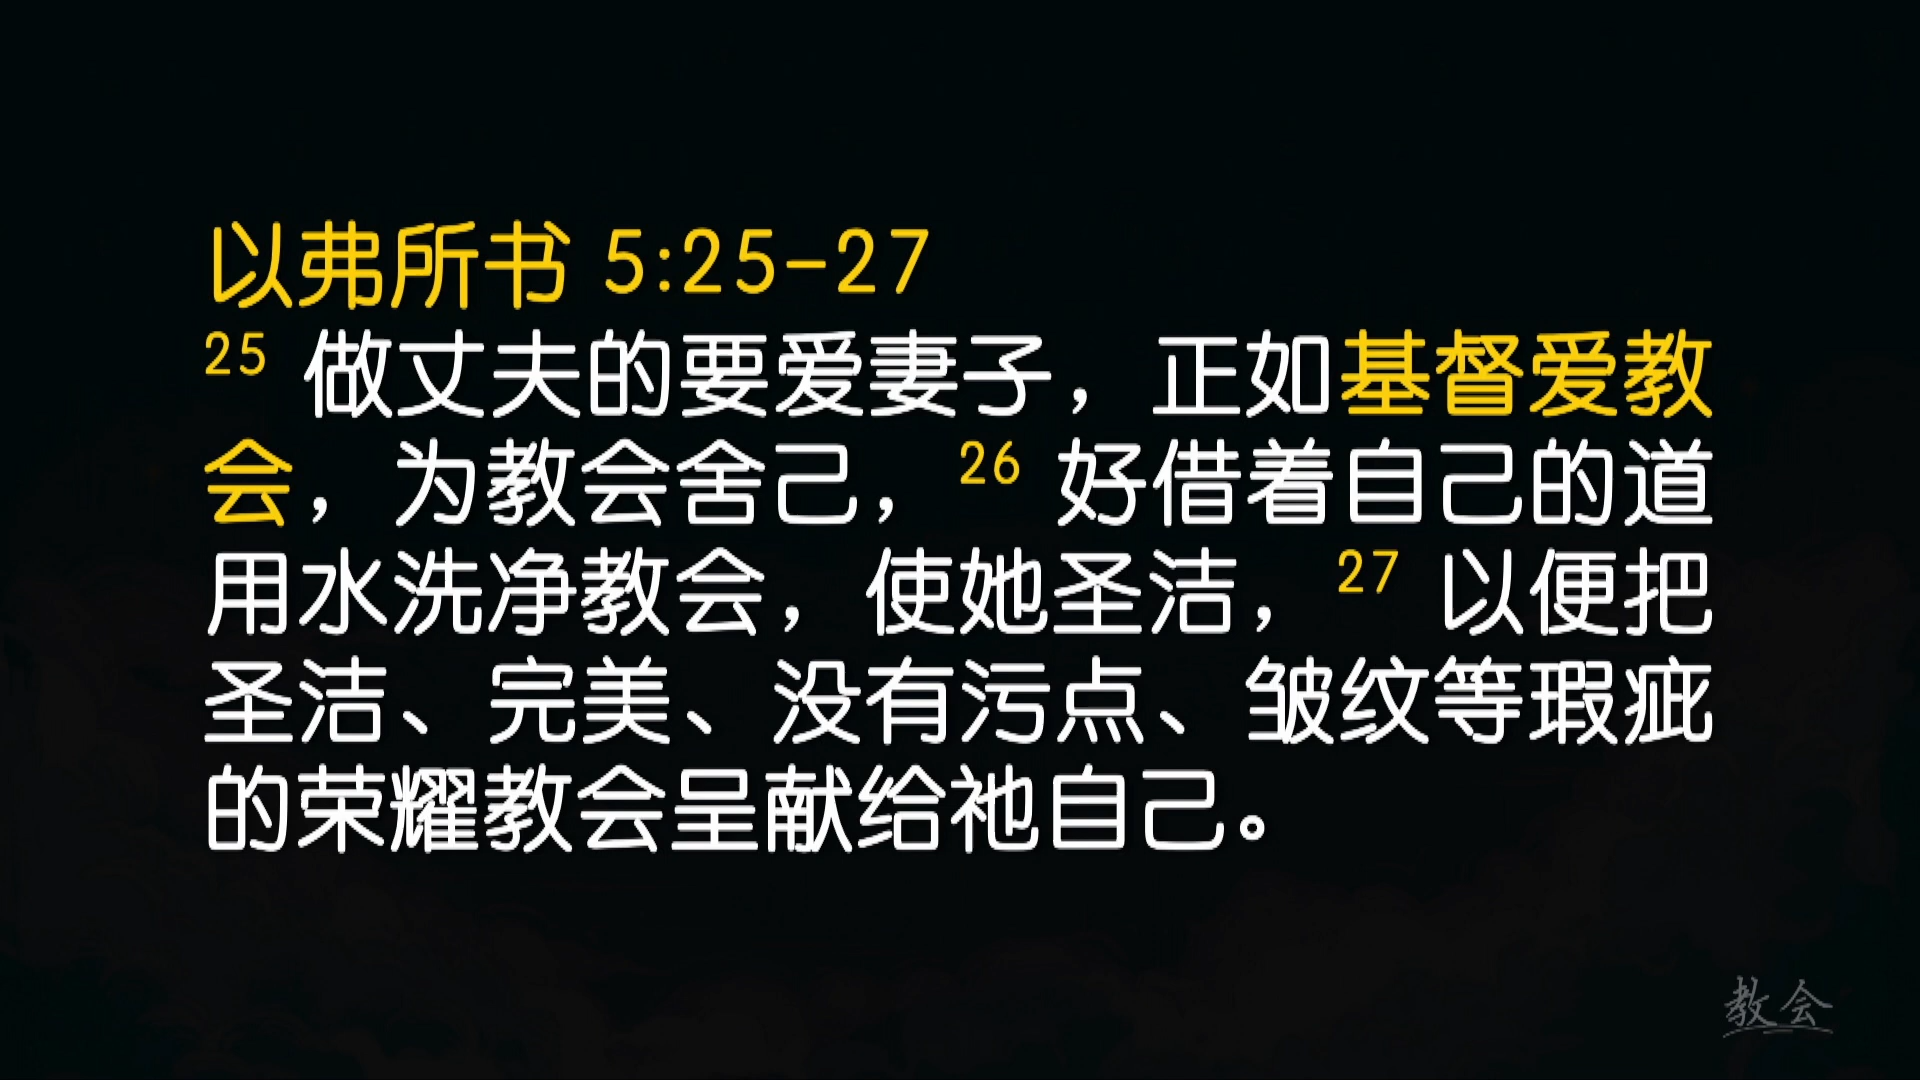 以弗所书 5:25-27
25 做丈夫的要爱妻子，正如基督爱教
会，为教会舍己，26 好借着自己的道
用水洗净教会，使她圣洁，27 以便把
圣洁、完美、没有污点、皱纹等瑕疵
的荣耀教会呈献给祂自己。
教会